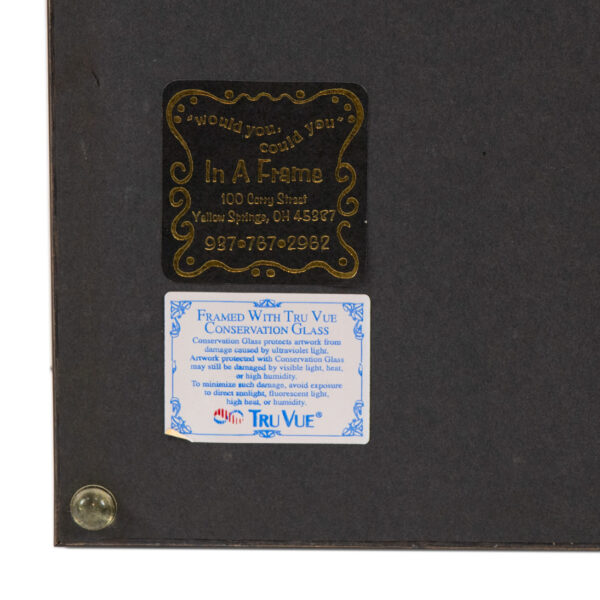 "would you,
could you"
In A Frame
100 Corry Street
Yellow Springs, OH 45387
937•767•2962
FRAMED WITH TRU VUE
CONSERVATION GLASS
Conservation Glass protects artwork from
damage caused by ultraviolet light.
Artwork protected with Conservation Glass
may still be damaged by visible light, heat,
or high humidity.
To minimize such damage, avoid exposure
to direct sunlight, fluorescent light,
high heat, or humidity.
TRU VUE®